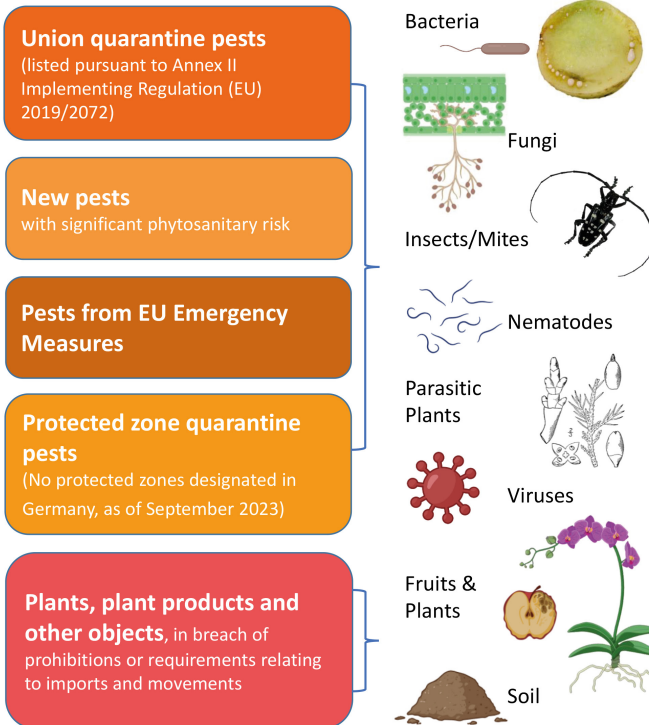 Union quarantine pests
(listed pursuant to Annex II
Implementing Regulation (EU)
2019/2072)
New pests
with significant phytosanitary risk
Pests from EU Emergency
Measures
Protected zone quarantine
pests
(No protected zones designated in
Germany, as of September 2023)
Plants, plant products and
other objects, in breach of
prohibitions or requirements relating
to imports and movements
Bacteria
Fungi
Insects/Mites
Nematodes
Parasitic
Plants
Viruses
Fruits &
Plants
Soil